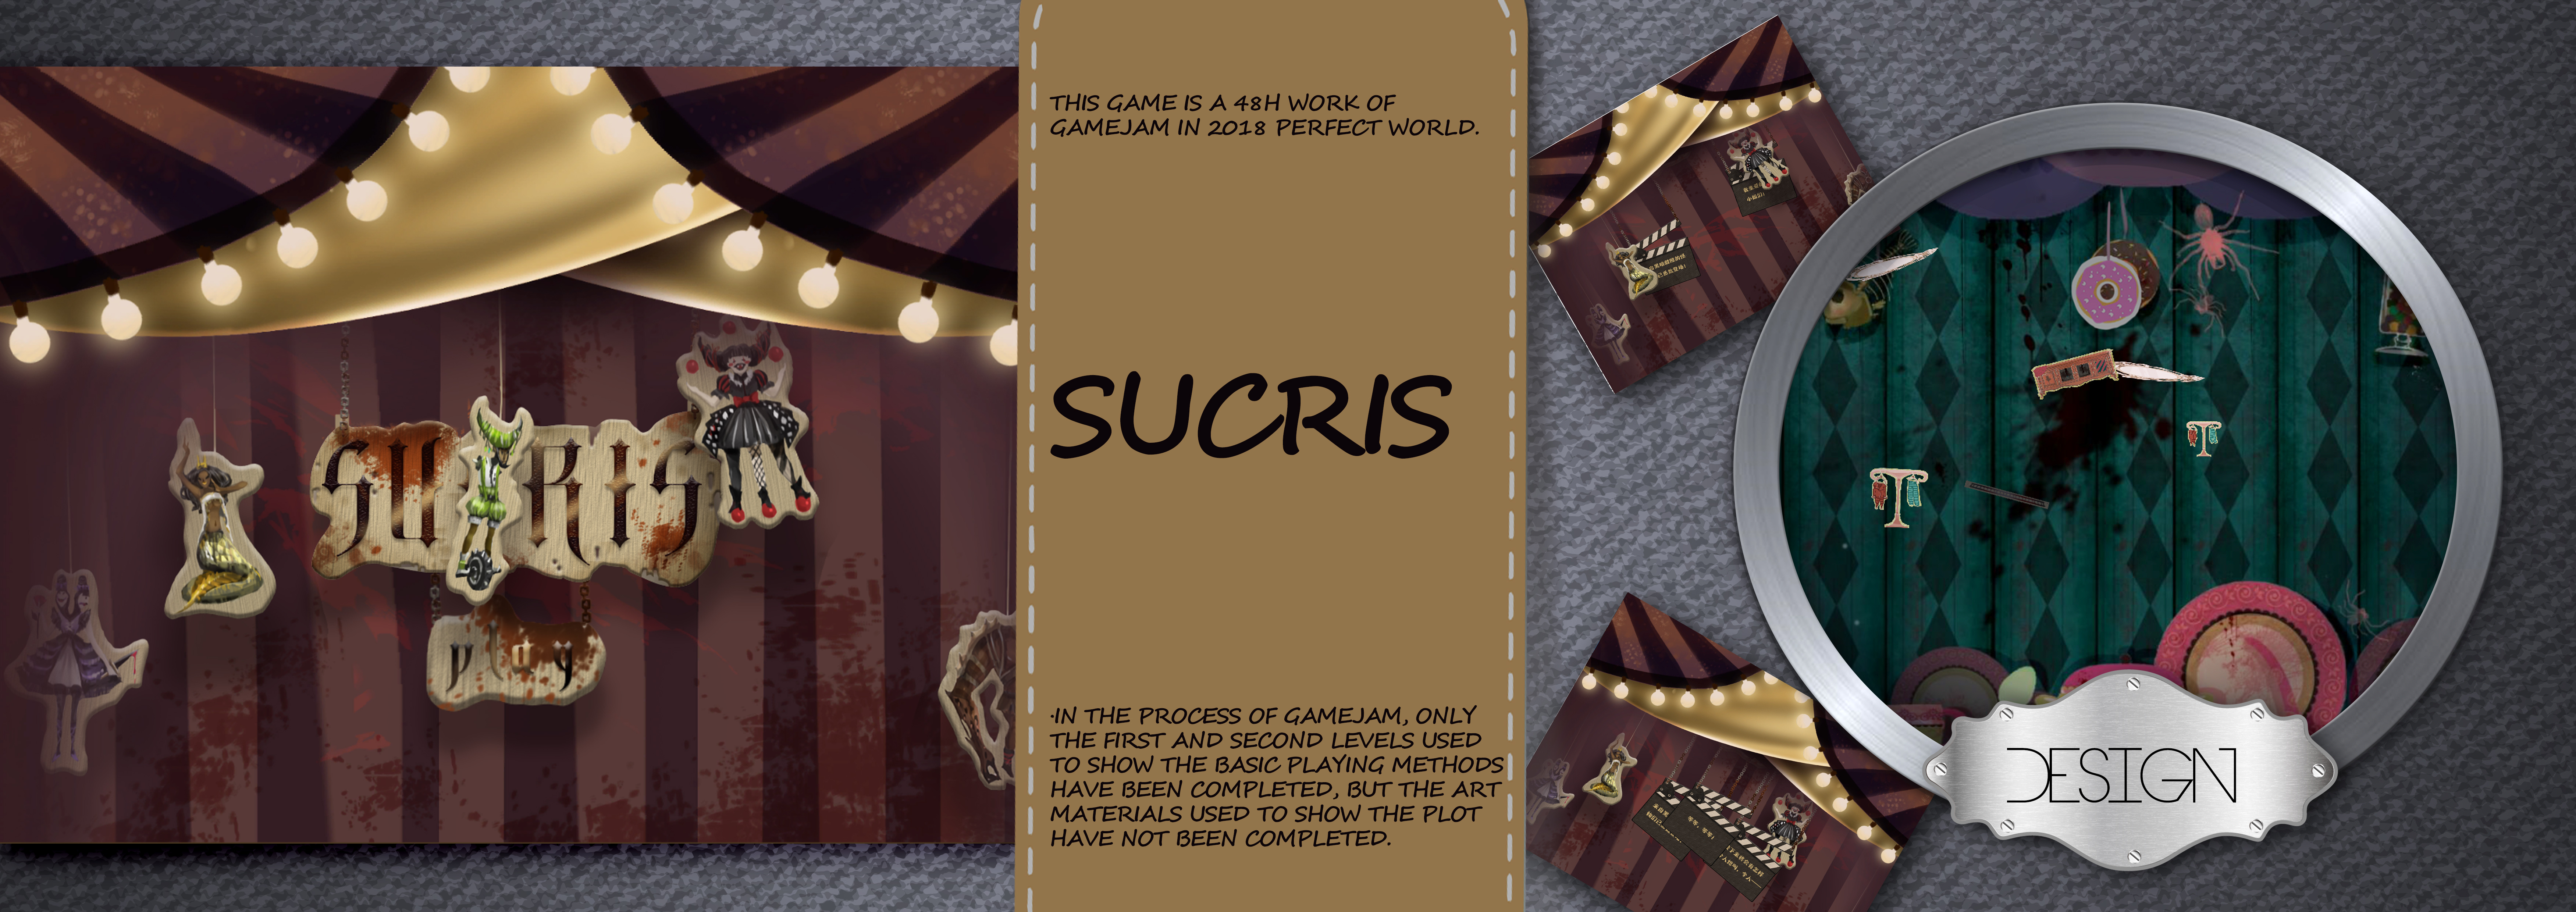 THIS GAME IS A 48H WORK OF
GAMEJAM IN 2018 PERFECT WORLD.
SUCRIS
·IN THE PROCESS OF GAMEJAM, ONLY
THE FIRST AND SECOND LEVELS USED
TO SHOW THE BASIC PLAYING METHODS
HAVE BEEN COMPLETED, BUT THE ART
MATERIALS USED TO SHOW THE PLOT
HAVE NOT BEEN COMPLETED.
SU RIS
play
DESIGN